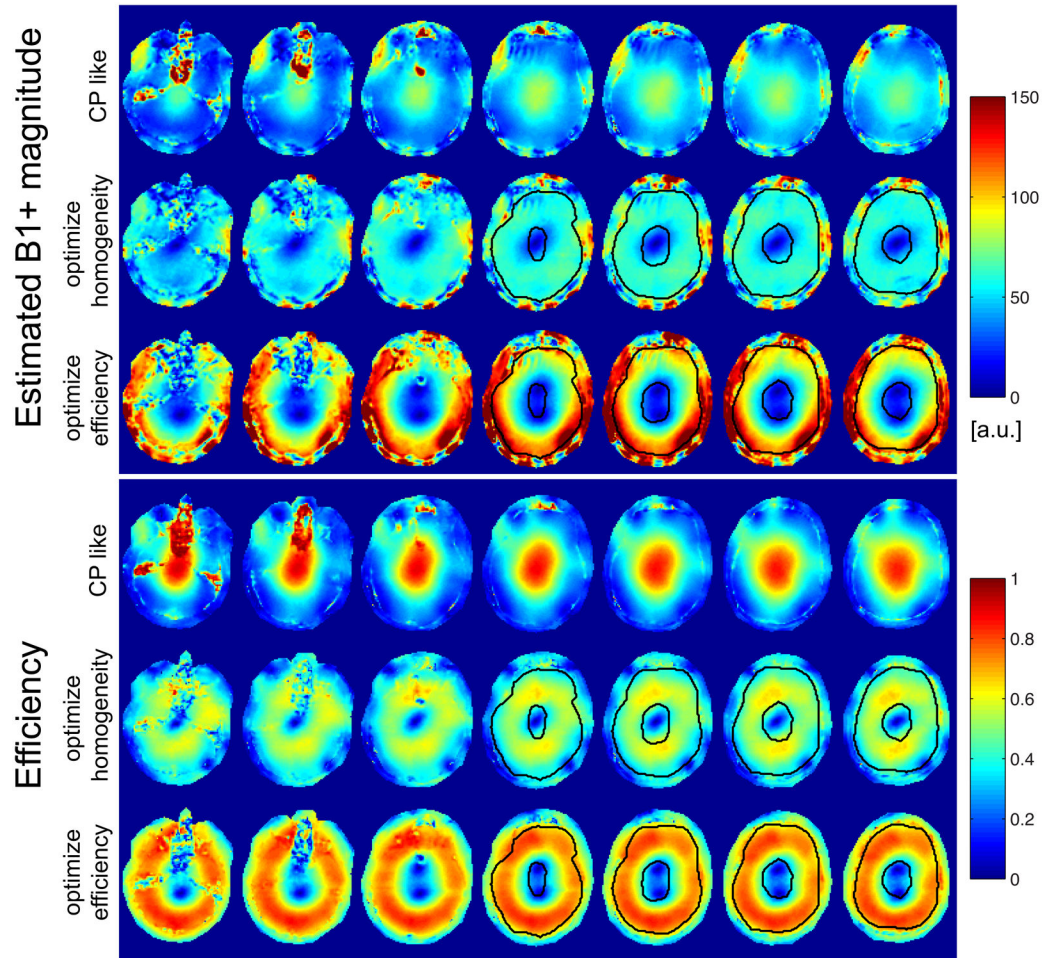 Estimated B1+ magnitude
CP like
optimize
homogeneity
optimize
efficiency
150
100
50
0
[a.u.]
Efficiency
CP like
optimize
homogeneity
optimize
efficiency
1
0.8
0.6
0.4
0.2
0